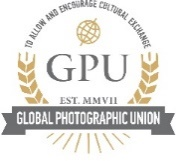 TO ALLOW AND ENCOURAGE CULTURAL EXCHANGE
GPU
EST. MMVII
GLOBAL PHOTOGRAPHIC UNION